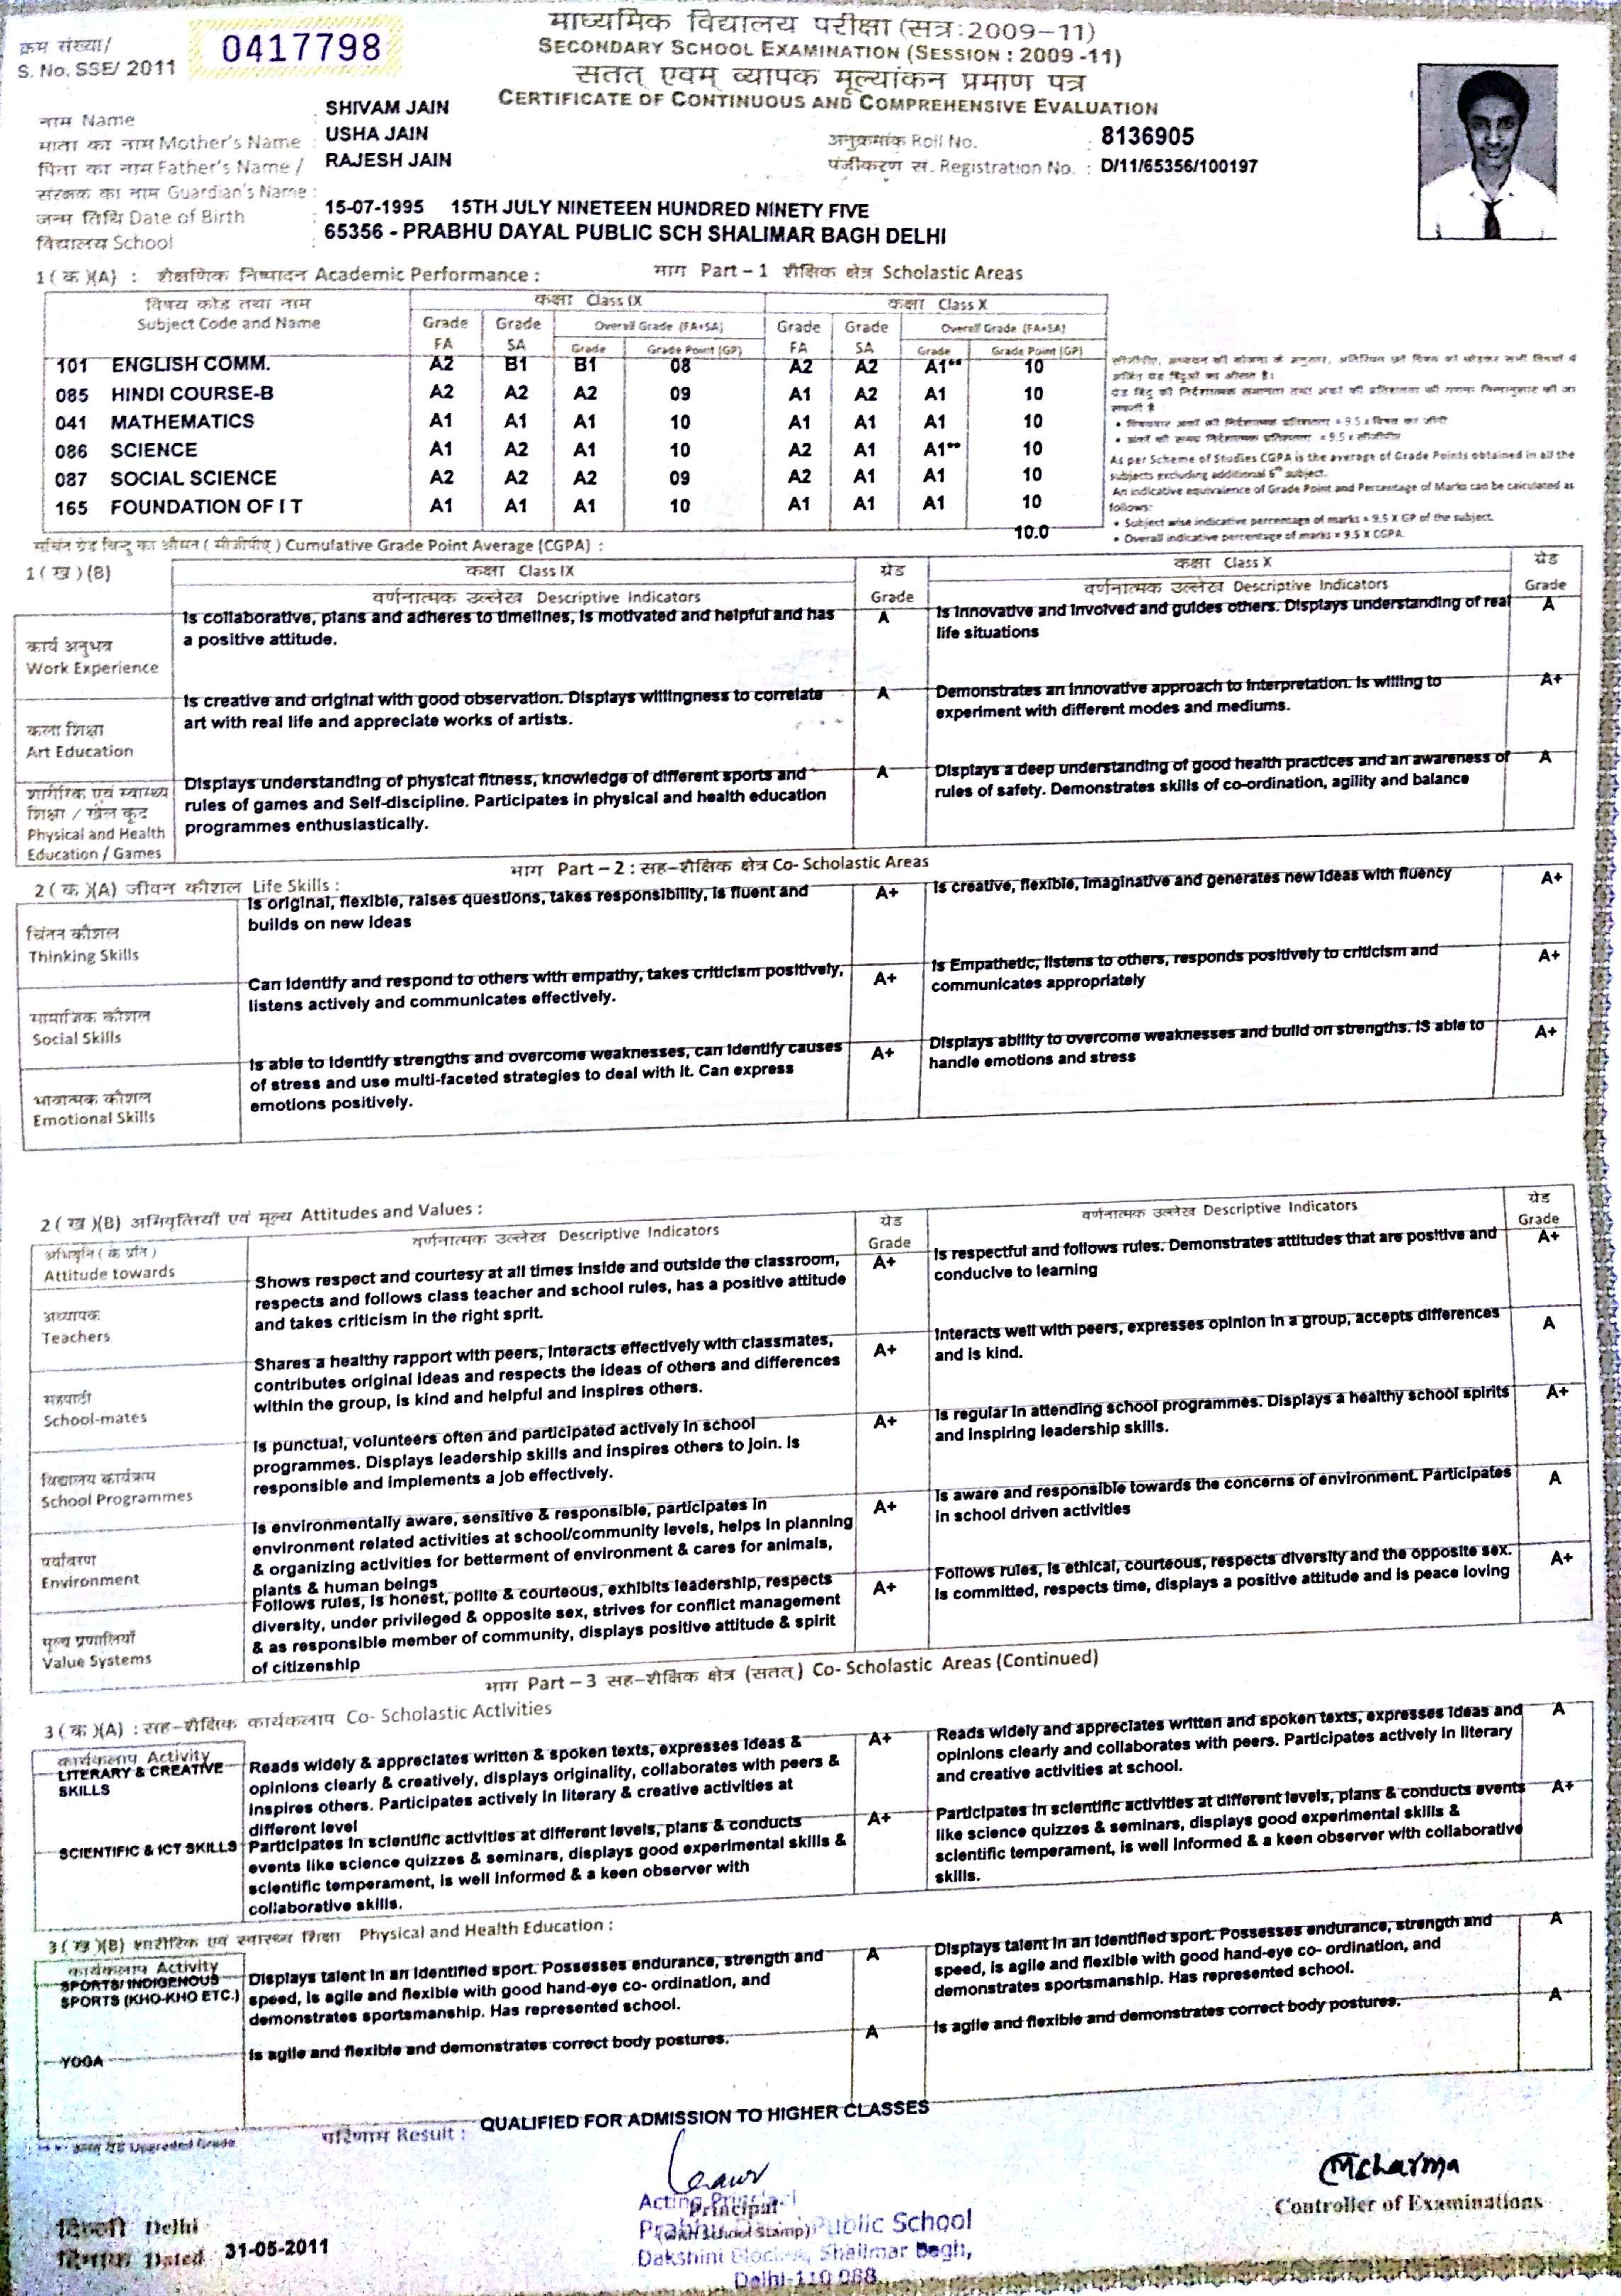 क्रम संख्या/
S. No. SSE/ 2011
0417798
माध्यमिक विद्यालय परीक्षा (सत्र:2009-11)
SECONDARY SCHOOL EXAMINATION (SESSION : 2009-11)
सतत् एवम् व्यापक मूल्यांकन प्रमाण पत्र
CERTIFICATE OF CONTINUOUS AND COMPREHENSIVE EVALUATION
नाम Name : SHIVAM JAIN
माता का नाम Mother's Name : USHA JAIN
अनुक्रमांक Roll No. : 8136905
पिता का नाम Father's Name / RAJESH JAIN
पंजीकरण सं. Registration No. : D/11/65356/100197
संरक्षक का नाम Guardian's Name :
जन्म तिथि Date of Birth : 15-07-1995 15TH JULY NINETEEN HUNDRED NINETY FIVE
विद्यालय School : 65356 - PRABHU DAYAL PUBLIC SCH SHALIMAR BAGH DELHI
1 ( क )(A) : शैक्षणिक निष्पादन Academic Performance :
भाग Part - 1 शैक्षिक क्षेत्र Scholastic Areas
विषय कोड तथा नाम कक्षा Class IX कक्षा Class X
Subject Code and Name Grade FA Grade SA Overall Grade (FA+SA) Grade FA Grade SA Overall Grade (FA+SA)
Grade Grade Point (GP) Grade Grade Point (GP)
101 ENGLISH COMM. A2 B1 B1 08 A2 A2 A1** 10
085 HINDI COURSE-B A2 A2 A2 09 A1 A2 A1 10
041 MATHEMATICS A1 A1 A1 10 A1 A1 A1 10
086 SCIENCE A1 A2 A1 10 A2 A1 A1** 10
087 SOCIAL SCIENCE A2 A2 A2 09 A2 A1 A1 10
165 FOUNDATION OF I T A1 A1 A1 10 A1 A1 A1 10
As per Scheme of Studies CGPA is the average of Grade Points obtained in all the
subjects excluding additional 6th subject.
An indicative equivalence of Grade Point and Percentage of Marks can be calculated as
follows:
• Subject wise indicative percentage of marks = 9.5 X GP of the subject.
• Overall indicative percentage of marks = 9.5 X CGPA.
संचित ग्रेड बिन्दु का औसत ( सीजीपीए ) Cumulative Grade Point Average (CGPA) : 10.0
1 ( ख )(B)
कक्षा Class IX ग्रेड कक्षा Class X ग्रेड
वर्णनात्मक उल्लेख Descriptive Indicators Grade वर्णनात्मक उल्लेख Descriptive Indicators Grade
कार्य अनुभव
Work Experience
Is collaborative, plans and adheres to timelines, is motivated and helpful and has
a positive attitude.
A
Is innovative and involved and guides others. Displays understanding of real
life situations
A
कला शिक्षा
Art Education
Is creative and original with good observation. Displays willingness to correlate
art with real life and appreciate works of artists.
A
Demonstrates an innovative approach to interpretation. Is willing to
experiment with different modes and mediums.
A+
शारीरिक एवं स्वास्थ्य
शिक्षा / खेल कूद
Physical and Health
Education / Games
Displays understanding of physical fitness, knowledge of different sports and
rules of games and Self-discipline. Participates in physical and health education
programmes enthusiastically.
A
Displays a deep understanding of good health practices and an awareness of
rules of safety. Demonstrates skills of co-ordination, agility and balance
A
भाग Part - 2 : सह-शैक्षिक क्षेत्र Co- Scholastic Areas
2 ( क )(A) जीवन कौशल Life Skills :
चिंतन कौशल
Thinking Skills
Is original, flexible, raises questions, takes responsibility, is fluent and
builds on new ideas
A+
Is creative, flexible, imaginative and generates new ideas with fluency
A+
सामाजिक कौशल
Social Skills
Can identify and respond to others with empathy, takes criticism positively,
listens actively and communicates effectively.
A+
Is Empathetic, listens to others, responds positively to criticism and
communicates appropriately
A+
भावात्मक कौशल
Emotional Skills
Is able to identify strengths and overcome weaknesses, can identify causes
of stress and use multi-faceted strategies to deal with it. Can express
emotions positively.
A+
Displays ability to overcome weaknesses and build on strengths. IS able to
handle emotions and stress
A+
2 ( ख )(B) अभिवृत्तियाँ एवं मूल्य Attitudes and Values :
अभिवृत्ति ( के प्रति )
Attitude towards
वर्णनात्मक उल्लेख Descriptive Indicators ग्रेड Grade वर्णनात्मक उल्लेख Descriptive Indicators ग्रेड Grade
अध्यापक
Teachers
Shows respect and courtesy at all times inside and outside the classroom,
respects and follows class teacher and school rules, has a positive attitude
and takes criticism in the right sprit.
A+
Is respectful and follows rules. Demonstrates attitudes that are positive and
conducive to learning
A+
सहपाठी
School-mates
Shares a healthy rapport with peers, interacts effectively with classmates,
contributes original ideas and respects the ideas of others and differences
within the group, is kind and helpful and inspires others.
A+
Interacts well with peers, expresses opinion in a group, accepts differences
and is kind.
A
विद्यालय कार्यक्रम
School Programmes
Is punctual, volunteers often and participated actively in school
programmes. Displays leadership skills and inspires others to join. Is
responsible and implements a job effectively.
A+
Is regular in attending school programmes. Displays a healthy school spirits
and inspiring leadership skills.
A+
पर्यावरण
Environment
Is environmentally aware, sensitive & responsible, participates in
environment related activities at school/community levels, helps in planning
& organizing activities for betterment of environment & cares for animals,
plants & human beings
A+
Is aware and responsible towards the concerns of environment. Participates
in school driven activities
A
मूल्य प्रणालियाँ
Value Systems
Follows rules, is honest, polite & courteous, exhibits leadership, respects
diversity, under privileged & opposite sex, strives for conflict management
& as responsible member of community, displays positive attitude & spirit
of citizenship
A+
Follows rules, is ethical, courteous, respects diversity and the opposite sex.
Is committed, respects time, displays a positive attitude and is peace loving
A+
भाग Part - 3 सह-शैक्षिक क्षेत्र (सतत्) Co- Scholastic Areas (Continued)
3 ( क )(A) : सह-शैक्षिक कार्यकलाप Co- Scholastic Activities
कार्यकलाप Activity
LITERARY & CREATIVE
SKILLS
Reads widely & appreciates written & spoken texts, expresses ideas &
opinions clearly & creatively, displays originality, collaborates with peers &
inspires others. Participates actively in literary & creative activities at
different level
A+
Reads widely and appreciates written and spoken texts, expresses ideas and
opinions clearly and collaborates with peers. Participates actively in literary
and creative activities at school.
A
SCIENTIFIC & ICT SKILLS
Participates in scientific activities at different levels, plans & conducts
events like science quizzes & seminars, displays good experimental skills &
scientific temperament, is well informed & a keen observer with
collaborative skills.
A+
Participates in scientific activities at different levels, plans & conducts events
like science quizzes & seminars, displays good experimental skills &
scientific temperament, is well informed & a keen observer with collaborative
skills.
A+
3 ( ख )(B) शारीरिक एवं स्वास्थ्य शिक्षा Physical and Health Education :
कार्यकलाप Activity
SPORTS/ INDIGENOUS
SPORTS (KHO-KHO ETC.)
Displays talent in an identified sport. Possesses endurance, strength and
speed, is agile and flexible with good hand-eye co- ordination, and
demonstrates sportsmanship. Has represented school.
A
Displays talent in an identified sport. Possesses endurance, strength and
speed, is agile and flexible with good hand-eye co- ordination, and
demonstrates sportsmanship. Has represented school.
A
YOGA
Is agile and flexible and demonstrates correct body postures.
A
Is agile and flexible and demonstrates correct body postures.
A
Upgraded Grade
परिणाम Result : QUALIFIED FOR ADMISSION TO HIGHER CLASSES
Acting Principal
Principal
(With School Stamp)
Public School
Dakshini Block, Shalimar Bagh,
Delhi-110 088
Controller of Examinations
दिल्ली Delhi
दिनांक Dated 31-05-2011